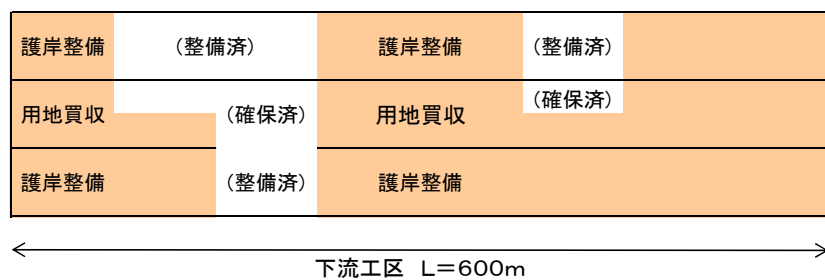 護岸整備 （整備済） 護岸整備 （整備済）
用地買収 （確保済） 用地買収 （確保済）
護岸整備 （整備済） 護岸整備
下流工区 L＝600m